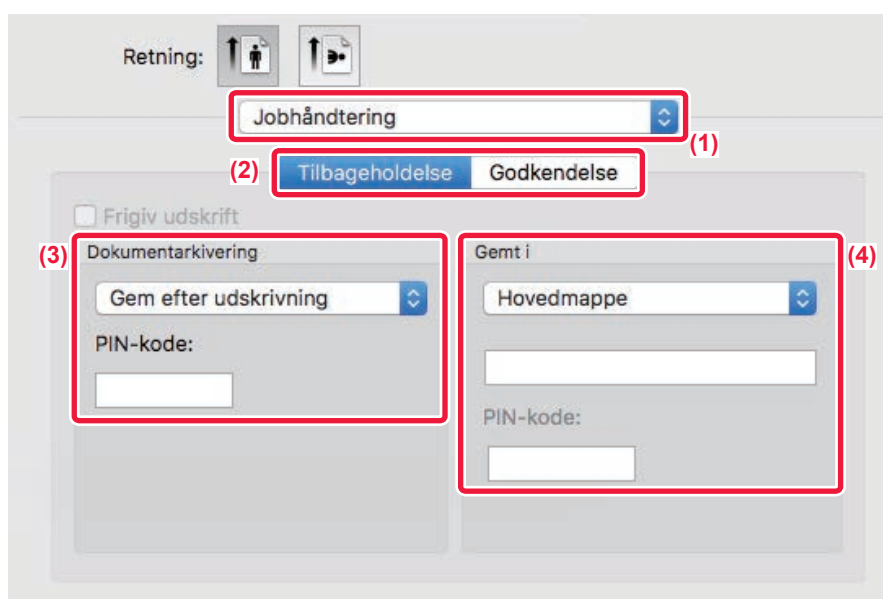 Retning:
Jobhåndtering
(1)
(2)
Tilbageholdelse Godkendelse
Frigiv udskrift
(3)
Dokumentarkivering
Gem efter udskrivning
PIN-kode:
Gemt i
(4)
Hovedmappe
PIN-kode: